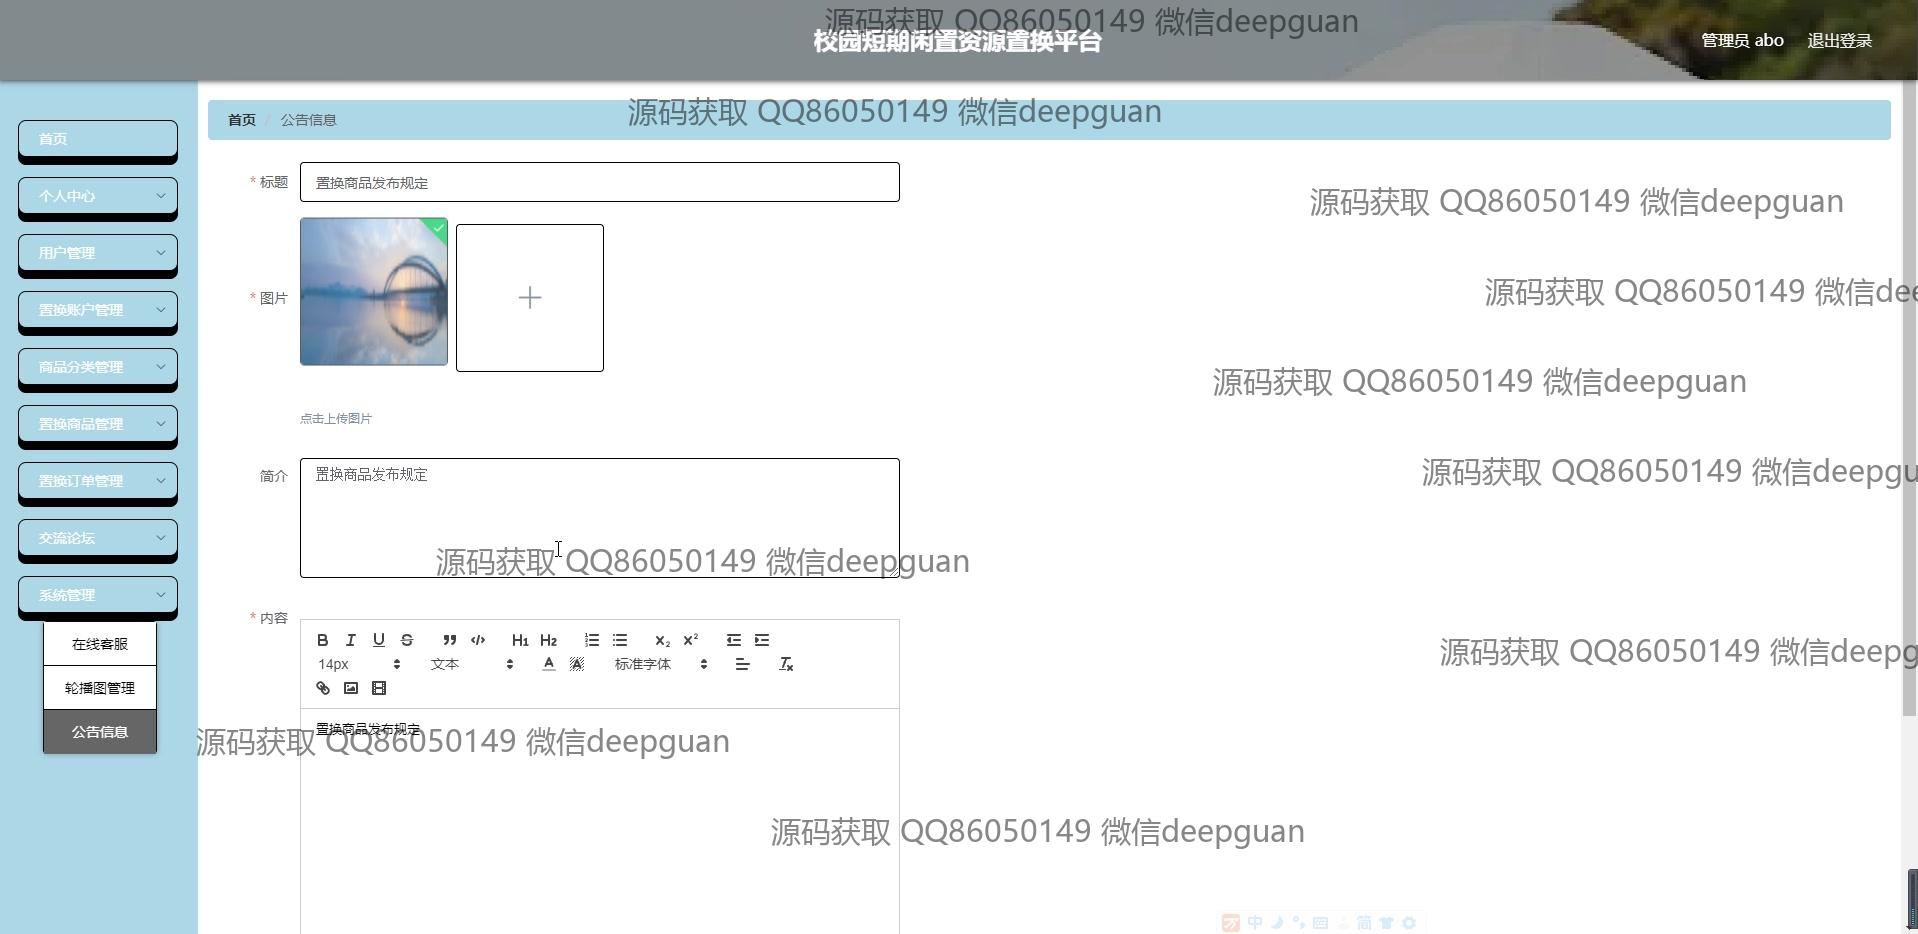 源码获取 QQ86050149 微信deepguan
校园短期闲置资源置换平台
管理员 abo 退出登录
首页 / 公告信息
源码获取 QQ86050149 微信deepguan
首页
个人中心
用户管理
置换账户管理
商品分类管理
置换商品管理
置换订单管理
交流论坛
系统管理
在线客服
轮播图管理
公告信息
* 标题
置换商品发布规定
源码获取 QQ86050149 微信deepguan
* 图片
源码获取 QQ86050149 微信dee
源码获取 QQ86050149 微信deepguan
点击上传图片
简介
置换商品发布规定
源码获取 QQ86050149 微信deepgu
源码获取 QQ86050149 微信deepguan
* 内容
B I U S H1 H2 X₂ X²
14px 文本 A A 标准字体 Tx
源码获取 QQ86050149 微信deepg
置换商品发布规定
源码获取 QQ86050149 微信deepguan
源码获取 QQ86050149 微信deepguan
中 简